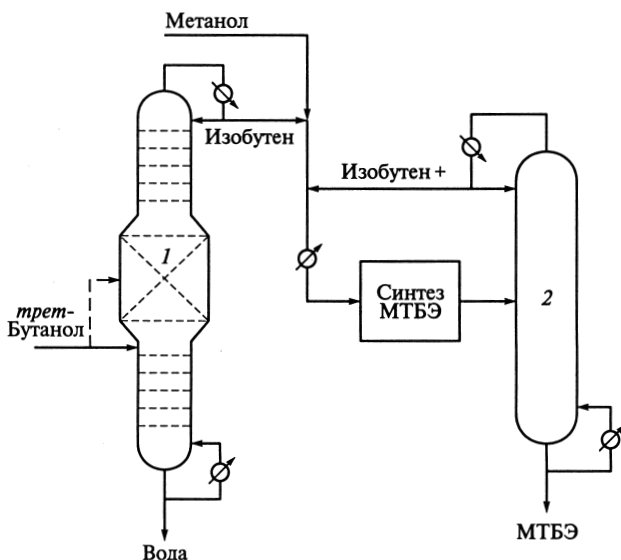 Метанол
Изобутен
Изобутен +
1
трет-
Бутанол
Синтез
МТБЭ
2
МТБЭ
Вода